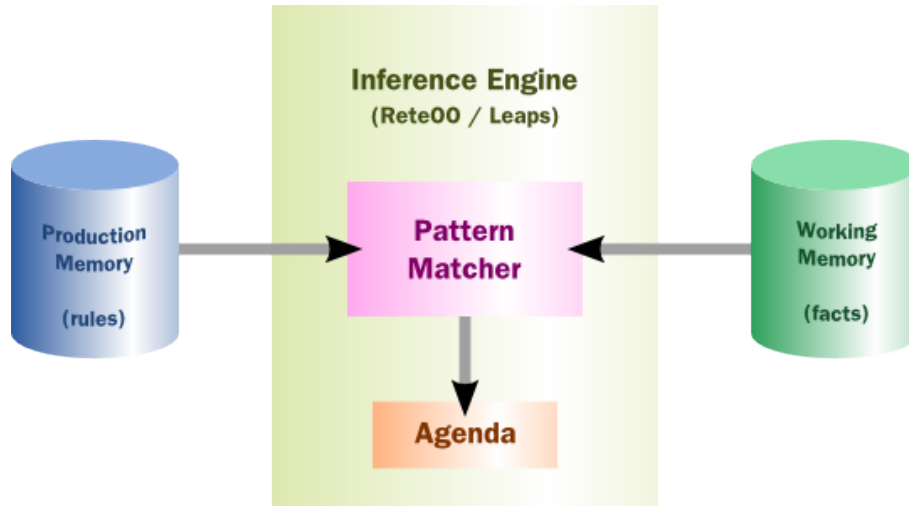 Inference Engine
(ReteOO / Leaps)
Production
Memory
(rules)
Pattern
Matcher
Working
Memory
(facts)
Agenda